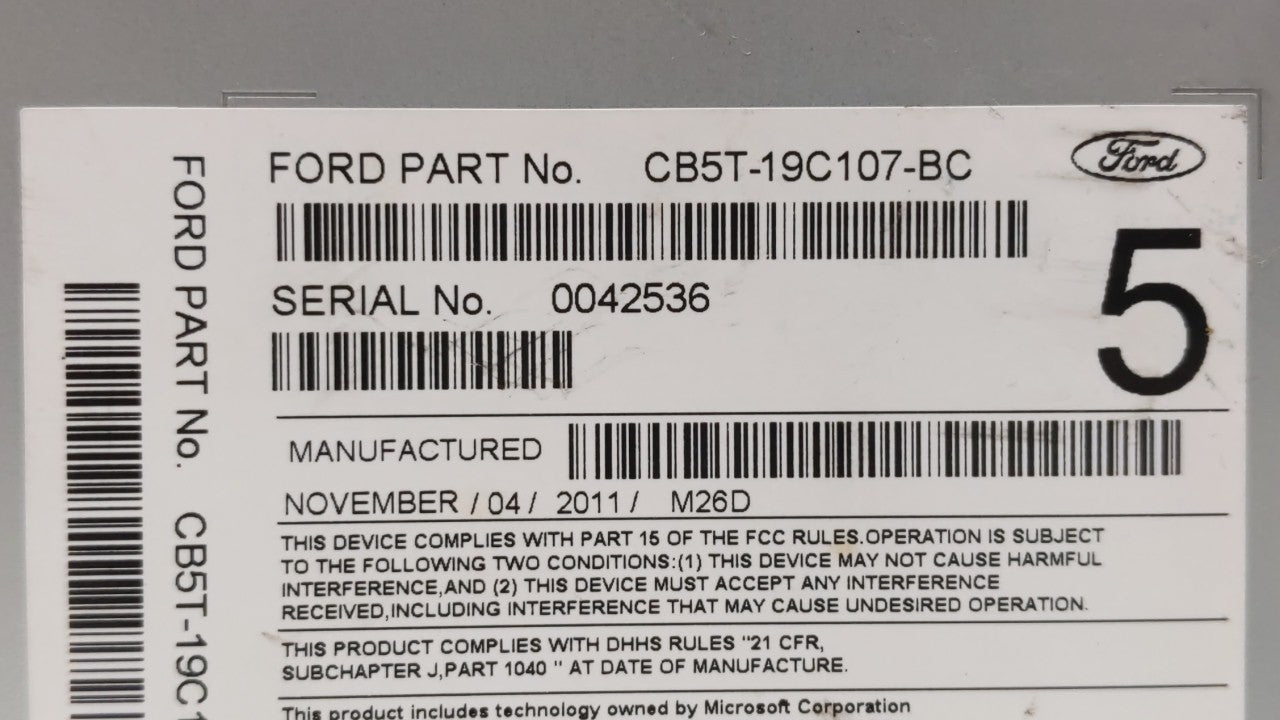 FORD PART No. CB5T-19C107-BC
Ford
5
SERIAL No. 0042536
MANUFACTURED
NOVEMBER / 04 / 2011 / M26D
THIS DEVICE COMPLIES WITH PART 15 OF THE FCC RULES.OPERATION IS SUBJECT
TO THE FOLLOWING TWO CONDITIONS:(1) THIS DEVICE MAY NOT CAUSE HARMFUL
INTERFERENCE,AND (2) THIS DEVICE MUST ACCEPT ANY INTERFERENCE
RECEIVED,INCLUDING INTERFERENCE THAT MAY CAUSE UNDESIRED OPERATION.
THIS PRODUCT COMPLIES WITH DHHS RULES "21 CFR,
SUBCHAPTER J,PART 1040 " AT DATE OF MANUFACTURE.
This product includes technology owned by Microsoft Corporation
FORD PART No. CB5T-19C1